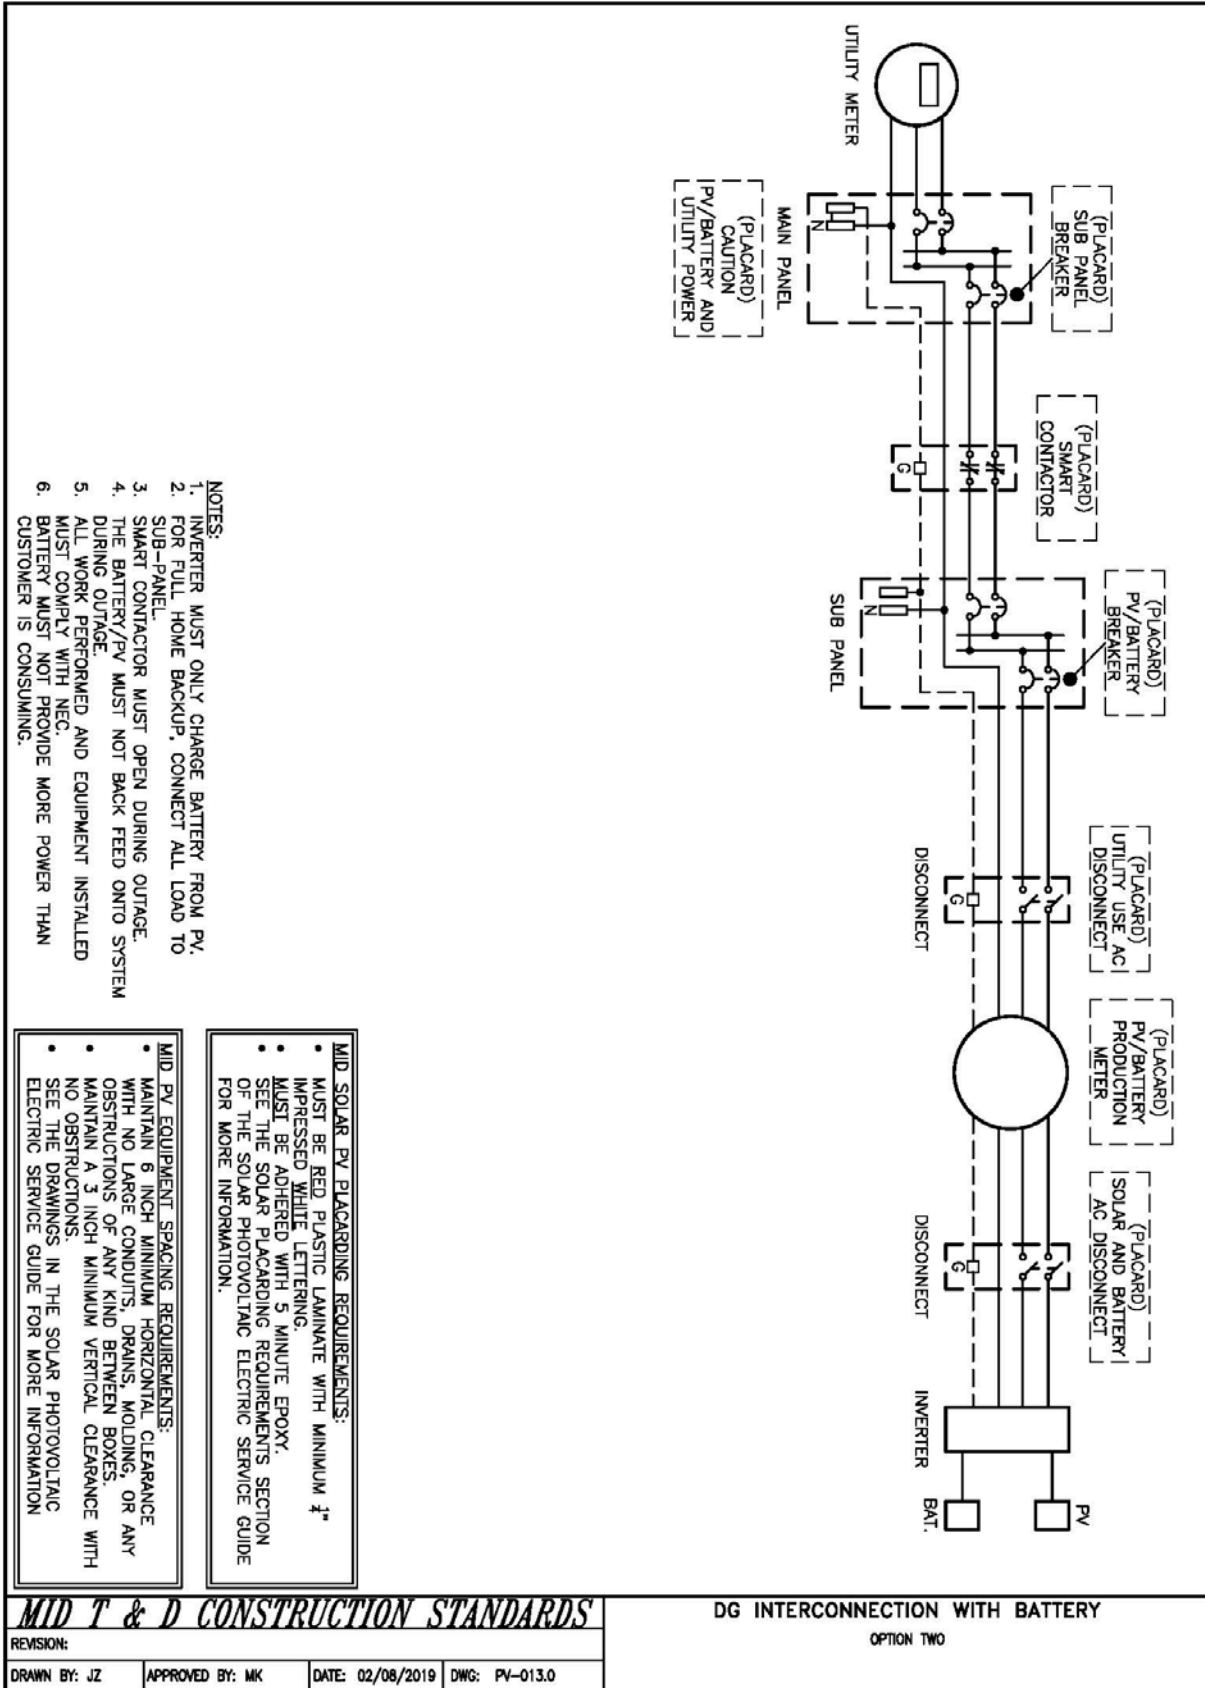 UTILITY METER
MAIN PANEL
(PLACARD)
CAUTION
PV/BATTERY AND
UTILITY POWER
N
(PLACARD)
SUB PANEL
BREAKER
(PLACARD)
SMART
CONTACTOR
G
(PLACARD)
PV/BATTERY
BREAKER
N
SUB PANEL
(PLACARD)
UTILITY USE AC
DISCONNECT
G
DISCONNECT
(PLACARD)
PV/BATTERY
PRODUCTION
METER
(PLACARD)
SOLAR AND BATTERY
AC DISCONNECT
G
DISCONNECT
INVERTER
PV
BAT.
NOTES:
1. INVERTER MUST ONLY CHARGE BATTERY FROM PV.
2. FOR FULL HOME BACKUP, CONNECT ALL LOAD TO
SUB-PANEL.
3. SMART CONTACTOR MUST OPEN DURING OUTAGE.
4. THE BATTERY/PV MUST NOT BACK FEED ONTO SYSTEM
DURING OUTAGE.
5. ALL WORK PERFORMED AND EQUIPMENT INSTALLED
MUST COMPLY WITH NEC.
6. BATTERY MUST NOT PROVIDE MORE POWER THAN
CUSTOMER IS CONSUMING.
MID SOLAR PV PLACARDING REQUIREMENTS:
• MUST BE RED PLASTIC LAMINATE WITH MINIMUM ¼"
IMPRESSED WHITE LETTERING.
• MUST BE ADHERED WITH 5 MINUTE EPOXY.
• SEE THE SOLAR PLACARDING REQUIREMENTS SECTION
OF THE SOLAR PHOTOVOLTAIC ELECTRIC SERVICE GUIDE
FOR MORE INFORMATION.
MID PV EQUIPMENT SPACING REQUIREMENTS:
• MAINTAIN 6 INCH MINIMUM HORIZONTAL CLEARANCE
WITH NO LARGE CONDUITS, DRAINS, MOLDING, OR ANY
OBSTRUCTIONS OF ANY KIND BETWEEN BOXES.
• MAINTAIN A 3 INCH MINIMUM VERTICAL CLEARANCE WITH
NO OBSTRUCTIONS.
• SEE THE DRAWINGS IN THE SOLAR PHOTOVOLTAIC
ELECTRIC SERVICE GUIDE FOR MORE INFORMATION
MID T & D CONSTRUCTION STANDARDS
REVISION:
DRAWN BY: JZ
APPROVED BY: MK
DATE: 02/08/2019
DWG: PV-013.0
DG INTERCONNECTION WITH BATTERY
OPTION TWO